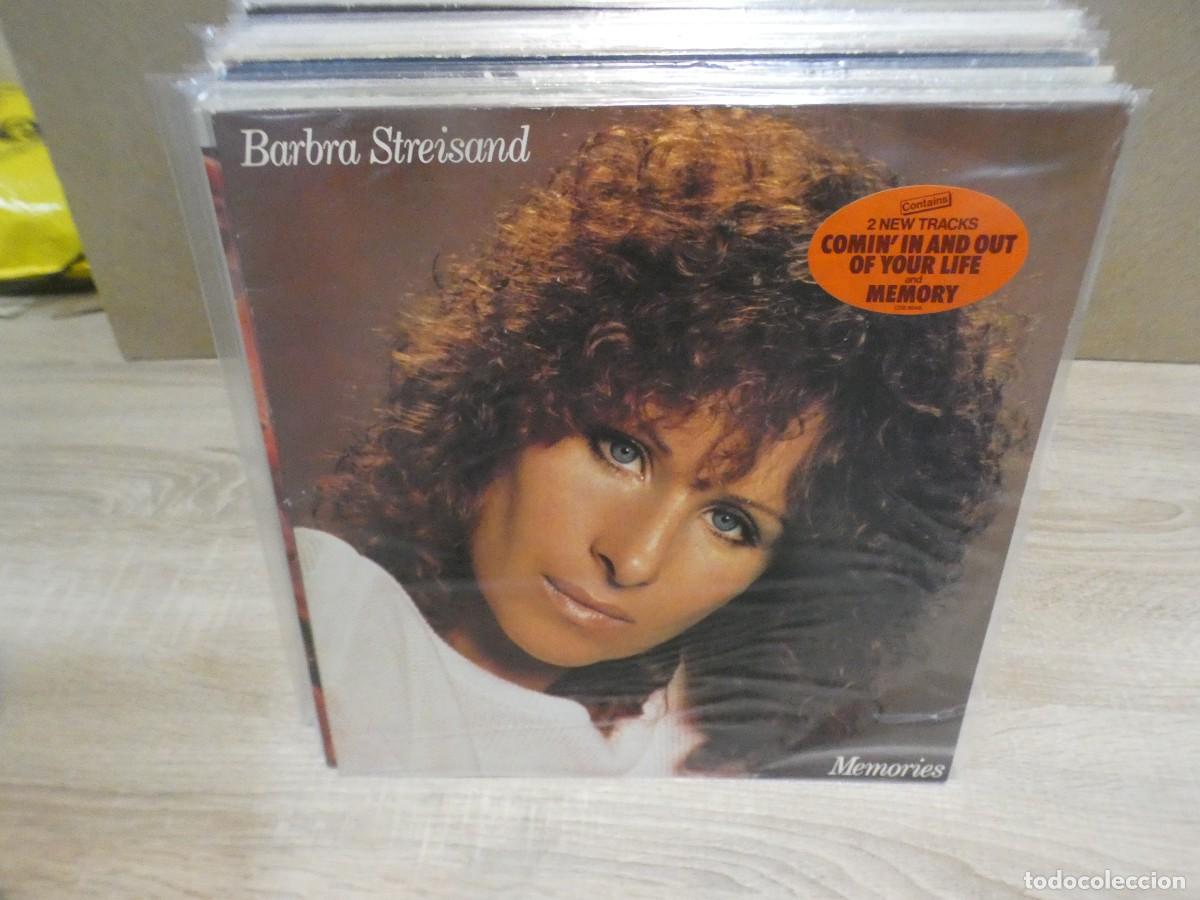 Barbra Streisand
Contains
2 NEW TRACKS
COMIN' IN AND OUT
OF YOUR LIFE
and
MEMORY
Memories
todocoleccion